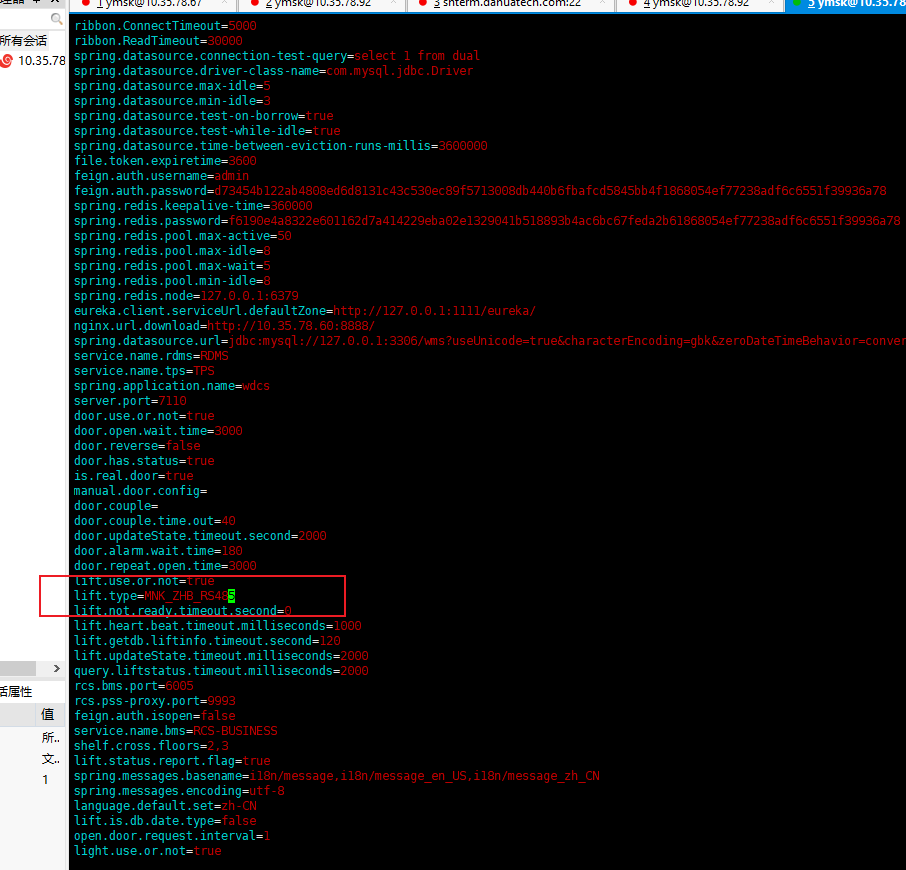 1 ymsk@10.35.78.67
2 ymsk@10.35.78.92
3 shterm.dahuatech.com:22
4 ymsk@10.35.78.92
5 ymsk@10.35.78
所有会话
10.35.78
ribbon.ConnectTimeout=5000
ribbon.ReadTimeout=30000
spring.datasource.connection-test-query=select 1 from dual
spring.datasource.driver-class-name=com.mysql.jdbc.Driver
spring.datasource.max-idle=5
spring.datasource.min-idle=3
spring.datasource.test-on-borrow=true
spring.datasource.test-while-idle=true
spring.datasource.time-between-eviction-runs-millis=3600000
file.token.expiretime=3600
feign.auth.username=admin
feign.auth.password=d73454b122ab4808ed6d8131c43c530ec89f5713008db440b6fbafcd5845bb4f1868054ef77238adf6c6551f39936a78
spring.redis.keepalive-time=360000
spring.redis.password=f6190e4a8322e601162d7a414229eba02e1329041b518893b4ac6bc67feda2b61868054ef77238adf6c6551f39936a78
spring.redis.pool.max-active=50
spring.redis.pool.max-idle=8
spring.redis.pool.max-wait=5
spring.redis.pool.min-idle=8
spring.redis.node=127.0.0.1:6379
eureka.client.serviceUrl.defaultZone=http://127.0.0.1:1111/eureka/
nginx.url.download=http://10.35.78.60:8888/
spring.datasource.url=jdbc:mysql://127.0.0.1:3306/wms?useUnicode=true&characterEncoding=gbk&zeroDateTimeBehavior=conver
service.name.rdms=RDMS
service.name.tps=TPS
spring.application.name=wdcs
server.port=7110
door.use.or.not=true
door.open.wait.time=3000
door.reverse=false
door.has.status=true
is.real.door=true
manual.door.config=
door.couple=
door.couple.time.out=40
door.updateState.timeout.second=2000
door.alarm.wait.time=180
door.repeat.open.time=3000
lift.use.or.not=true
lift.type=MNK_ZHB_RS485
lift.not.ready.timeout.second=0
lift.heart.beat.timeout.milliseconds=1000
lift.getdb.liftinfo.timeout.second=120
lift.updateState.timeout.milliseconds=2000
query.liftstatus.timeout.milliseconds=2000
rcs.bms.port=6005
rcs.pss-proxy.port=9993
feign.auth.isopen=false
service.name.bms=RCS-BUSINESS
shelf.cross.floors=2,3
lift.status.report.flag=true
spring.messages.basename=i18n/message,i18n/message_en_US,i18n/message_zh_CN
spring.messages.encoding=utf-8
language.default.set=zh-CN
lift.is.db.date.type=false
open.door.request.interval=1
light.use.or.not=true
话属性
值
所..
文..
1